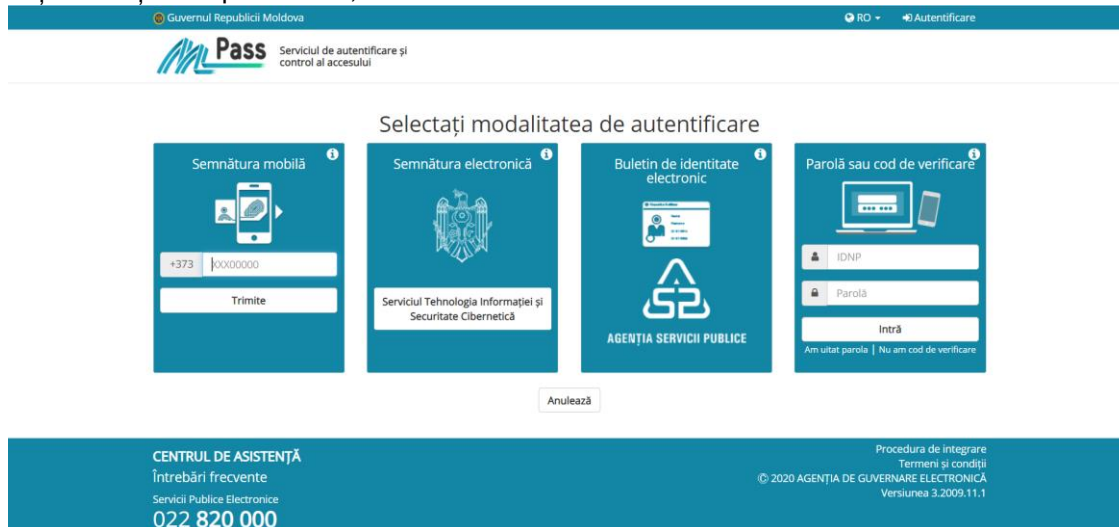 Guvernul Republicii Moldova
RO
Autentificare
Pass
Serviciul de autentificare și
control al accesului
Selectați modalitatea de autentificare
Semnătura mobilă
+373
XXX00000
Trimite
Semnătura electronică
Serviciul Tehnologia Informației și
Securitate Cibernetică
Buletin de identitate
electronic
AGENȚIA SERVICII PUBLICE
Parolă sau cod de verificare
IDNP
Parolă
Intră
Am uitat parola | Nu am cod de verificare
Anulează
CENTRUL DE ASISTENȚĂ
Întrebări frecvente
Servicii Publice Electronice
022 820 000
Procedura de integrare
Termeni și condiții
© 2020 AGENȚIA DE GUVERNARE ELECTRONICĂ
Versiunea 3.2009.11.1